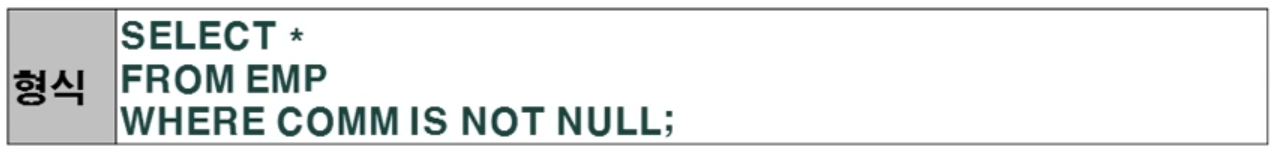 형식
SELECT *
FROM EMP
WHERE COMM IS NOT NULL;